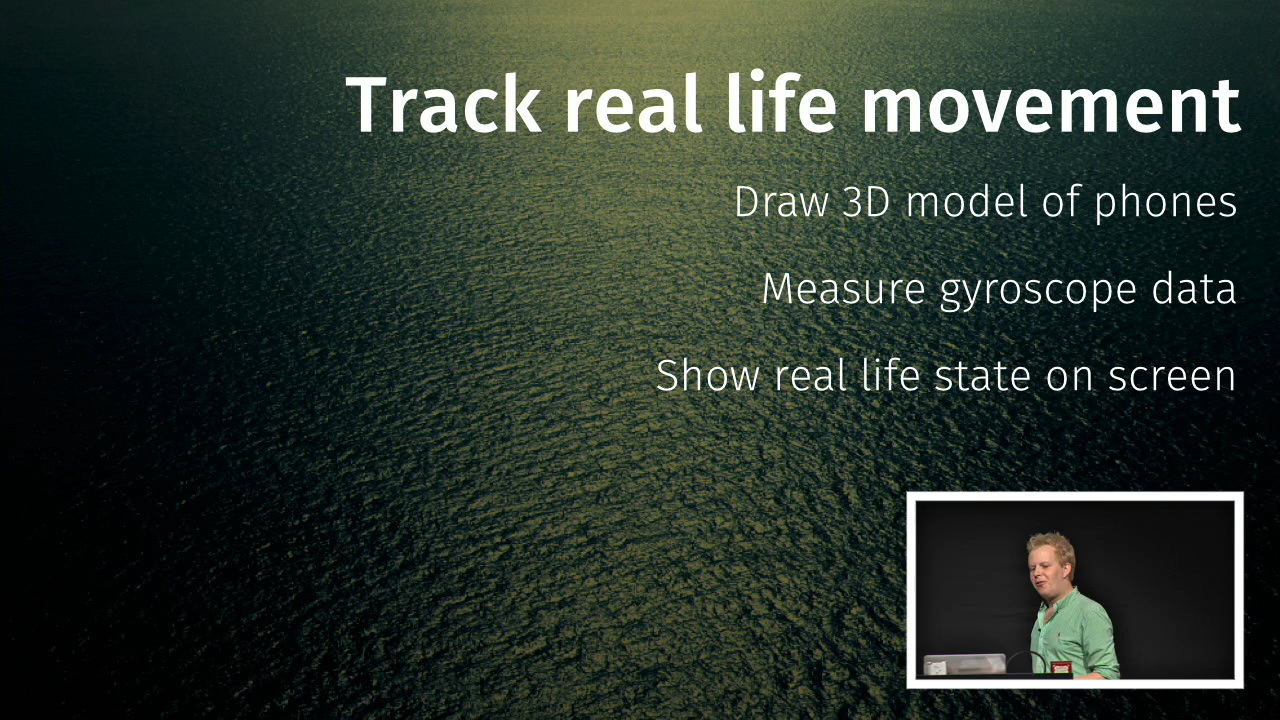 Track real life movement
Draw 3D model of phones
Measure gyroscope data
Show real life state on screen